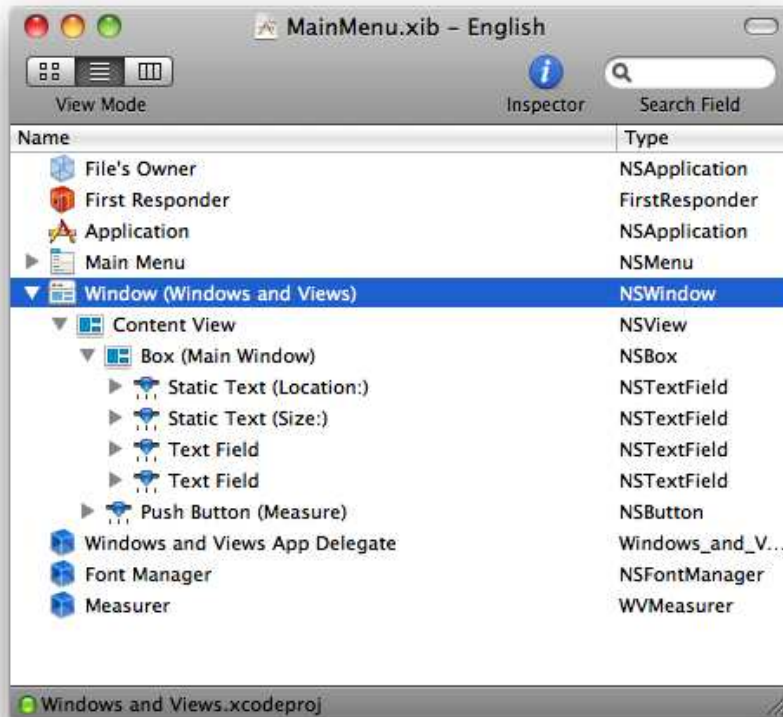 MainMenu.xib – English
View Mode
Inspector
Search Field
Name Type
File's Owner NSApplication
First Responder FirstResponder
Application NSApplication
Main Menu NSMenu
Window (Windows and Views) NSWindow
Content View NSView
Box (Main Window) NSBox
Static Text (Location:) NSTextField
Static Text (Size:) NSTextField
Text Field NSTextField
Text Field NSTextField
Push Button (Measure) NSButton
Windows and Views App Delegate Windows_and_V...
Font Manager NSFontManager
Measurer WVMeasurer
Windows and Views.xcodeproj